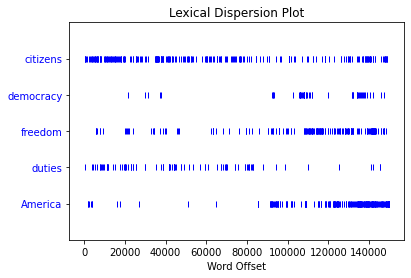 Lexical Dispersion Plot
citizens
democracy
freedom
duties
America
0 20000 40000 60000 80000 100000 120000 140000
Word Offset